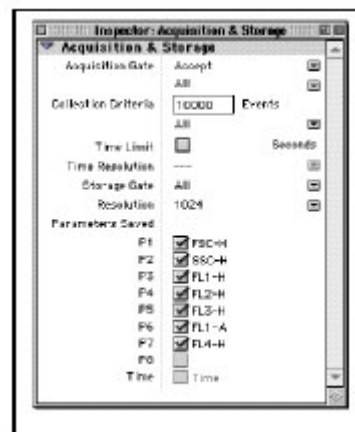 Inspector: Acquisition & Storage
Acquisition & Storage
Acquisition Gate Accept
All
Collection Criteria 10000 Events
All
Time Limit Seconds
Time Resolution ---
Storage Gate All
Resolution 1024
Parameters Saved
P1 FSC-H
P2 SSC-H
P3 FL1-H
P4 FL2-H
P5 FL3-H
P6 FL1-A
P7 FL4-H
P8
Time Time